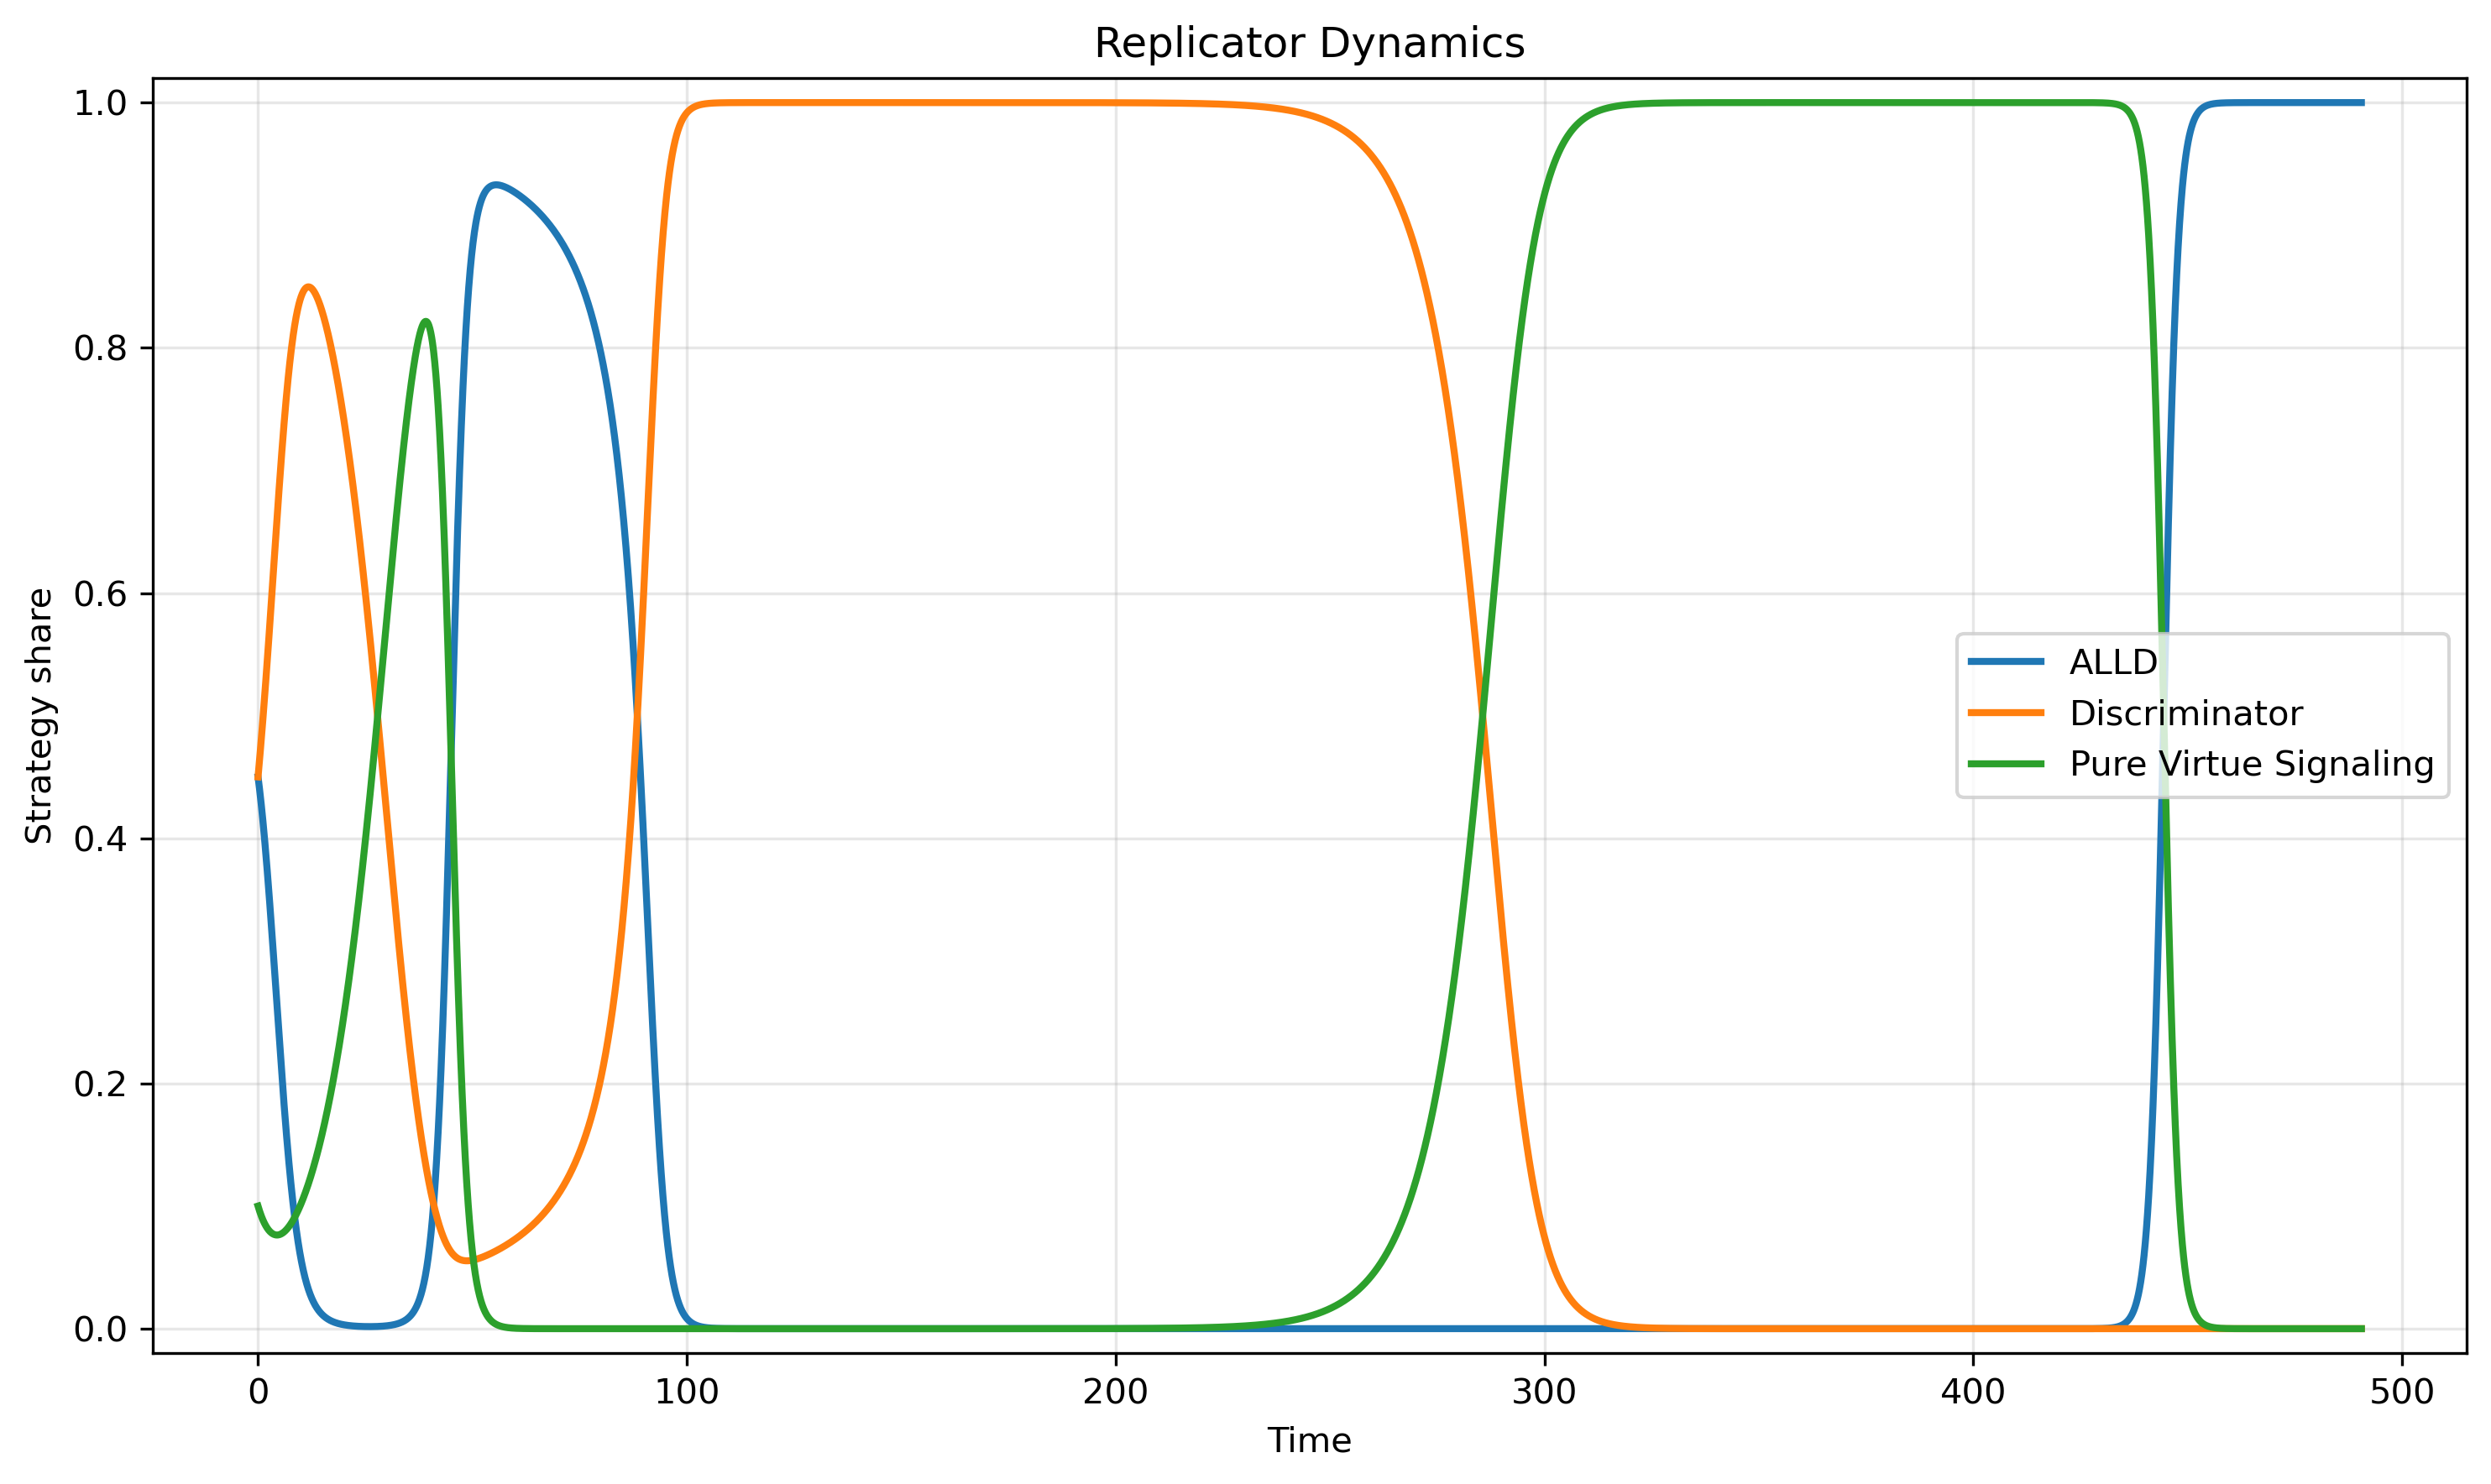 Replicator Dynamics
Strategy share
1.0
0.8
0.6
0.4
0.2
0.0
ALLD
Discriminator
Pure Virtue Signaling
0 100 200 300 400 500
Time